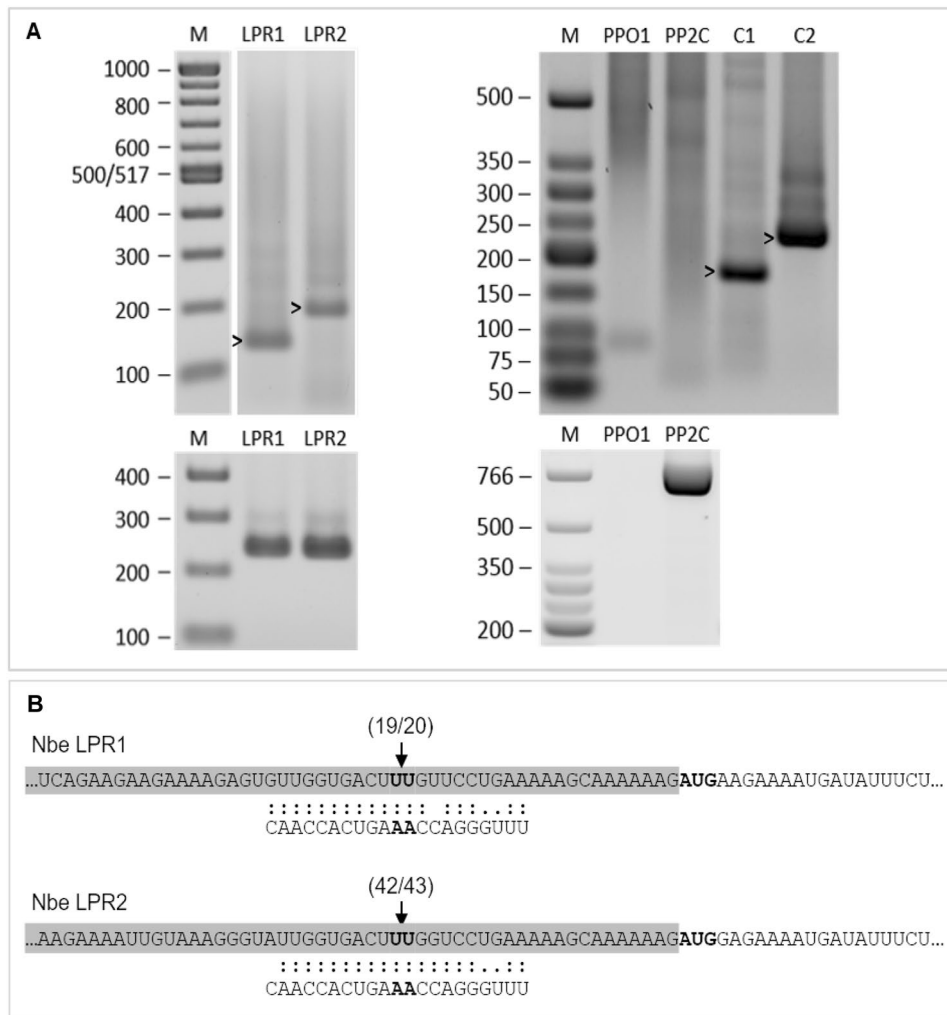 A
M LPR1 LPR2
1000
800
600
500/517
400
300
200
100
>
>
M PPO1 PP2C C1 C2
500
350
300
250
200
150
100
75
50
>
>
M LPR1 LPR2
400
300
200
100
M PPO1 PP2C
766
500
350
200
B
(19/20)
Nbe LPR1
...UCAGAAGAAGAAAAGAGUGUUGGUGACUUUGUUCCUGAAAAAGCAAAAAAGAUGAAGAAAAUGAUAUUUCU...
::::::::::::: ::::..::
CAACCACUGAAACCAGGGUUU
(42/43)
Nbe LPR2
...AAGAAAAUUGUAAAGGGUAUUGGUGACUUUGGUCCUGAAAAAGCAAAAAAGAUGGAGAAAAUGAUAUUUCU...
::::::::::::::::..::
CAACCACUGAAACCAGGGUUU